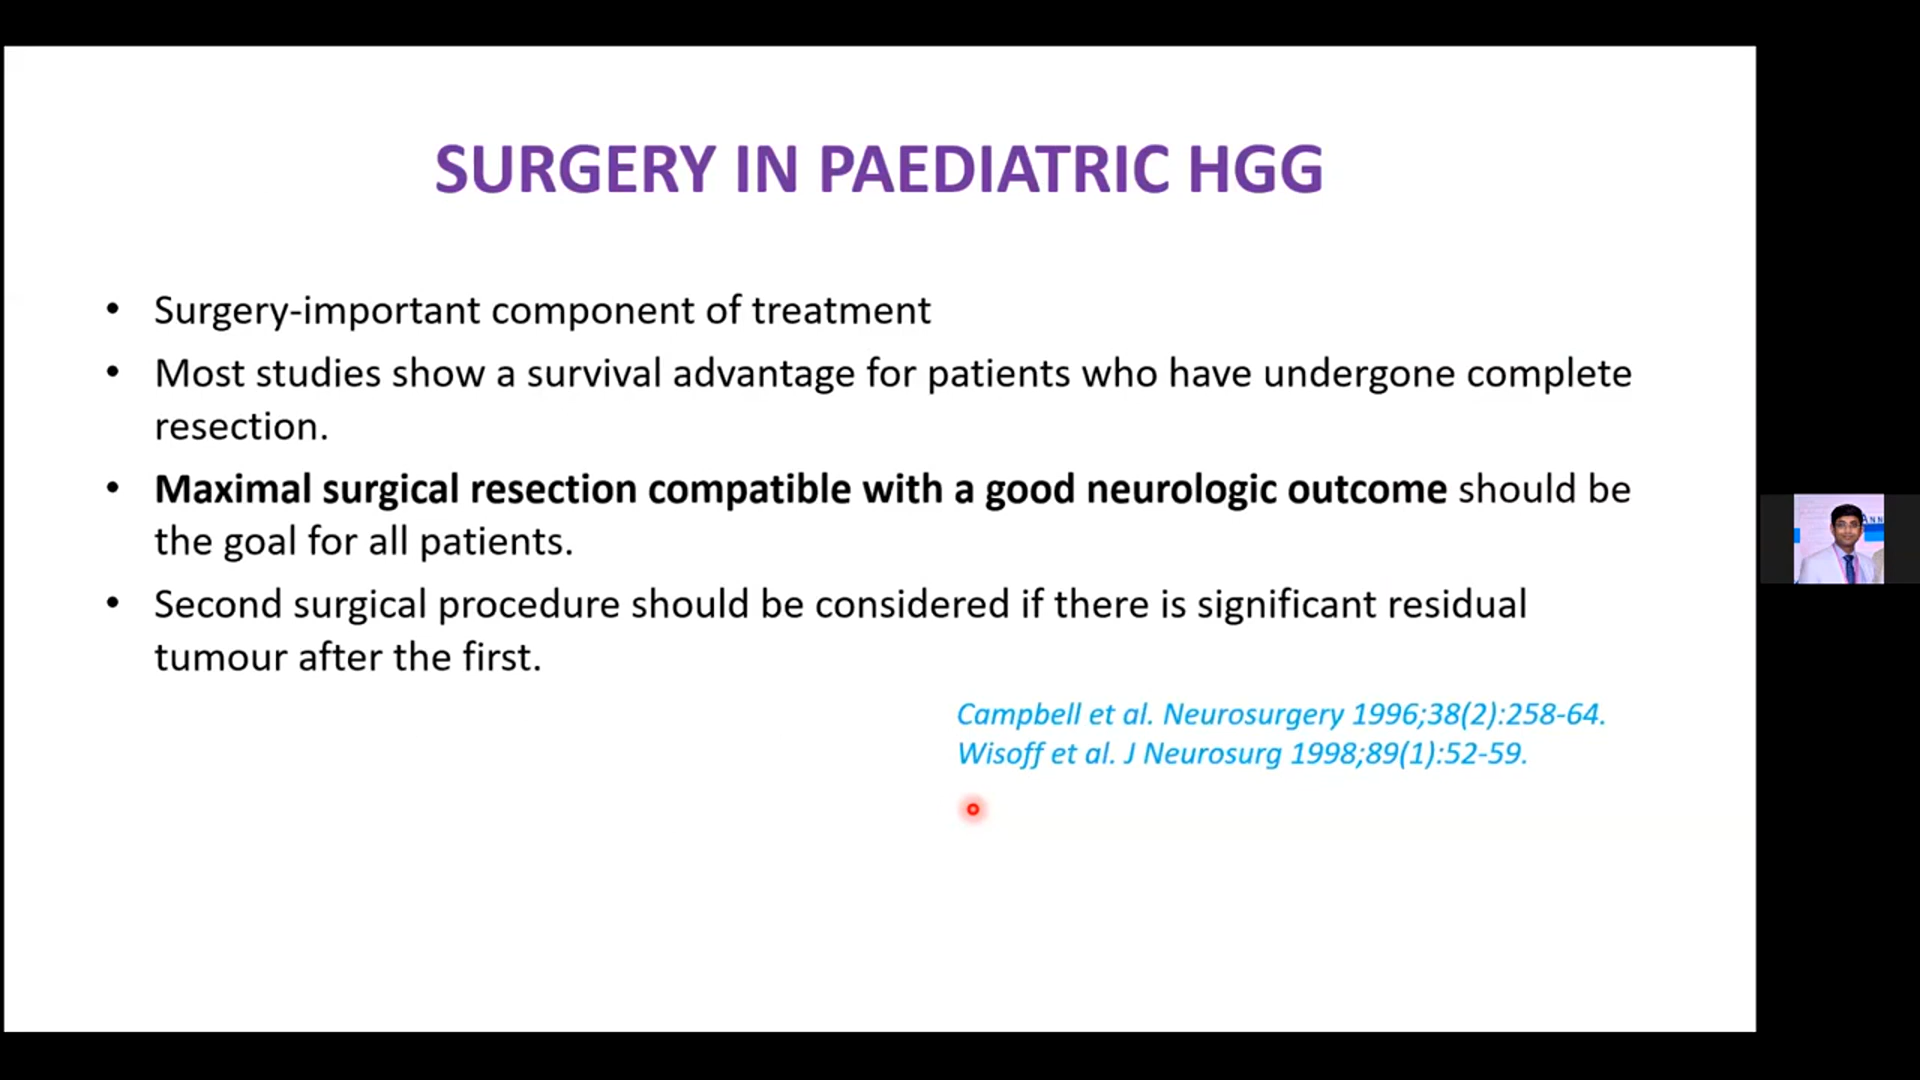 SURGERY IN PAEDIATRIC HGG
• Surgery-important component of treatment
• Most studies show a survival advantage for patients who have undergone complete
resection.
• Maximal surgical resection compatible with a good neurologic outcome should be
the goal for all patients.
• Second surgical procedure should be considered if there is significant residual
tumour after the first.
Campbell et al. Neurosurgery 1996;38(2):258-64.
Wisoff et al. J Neurosurg 1998;89(1):52-59.